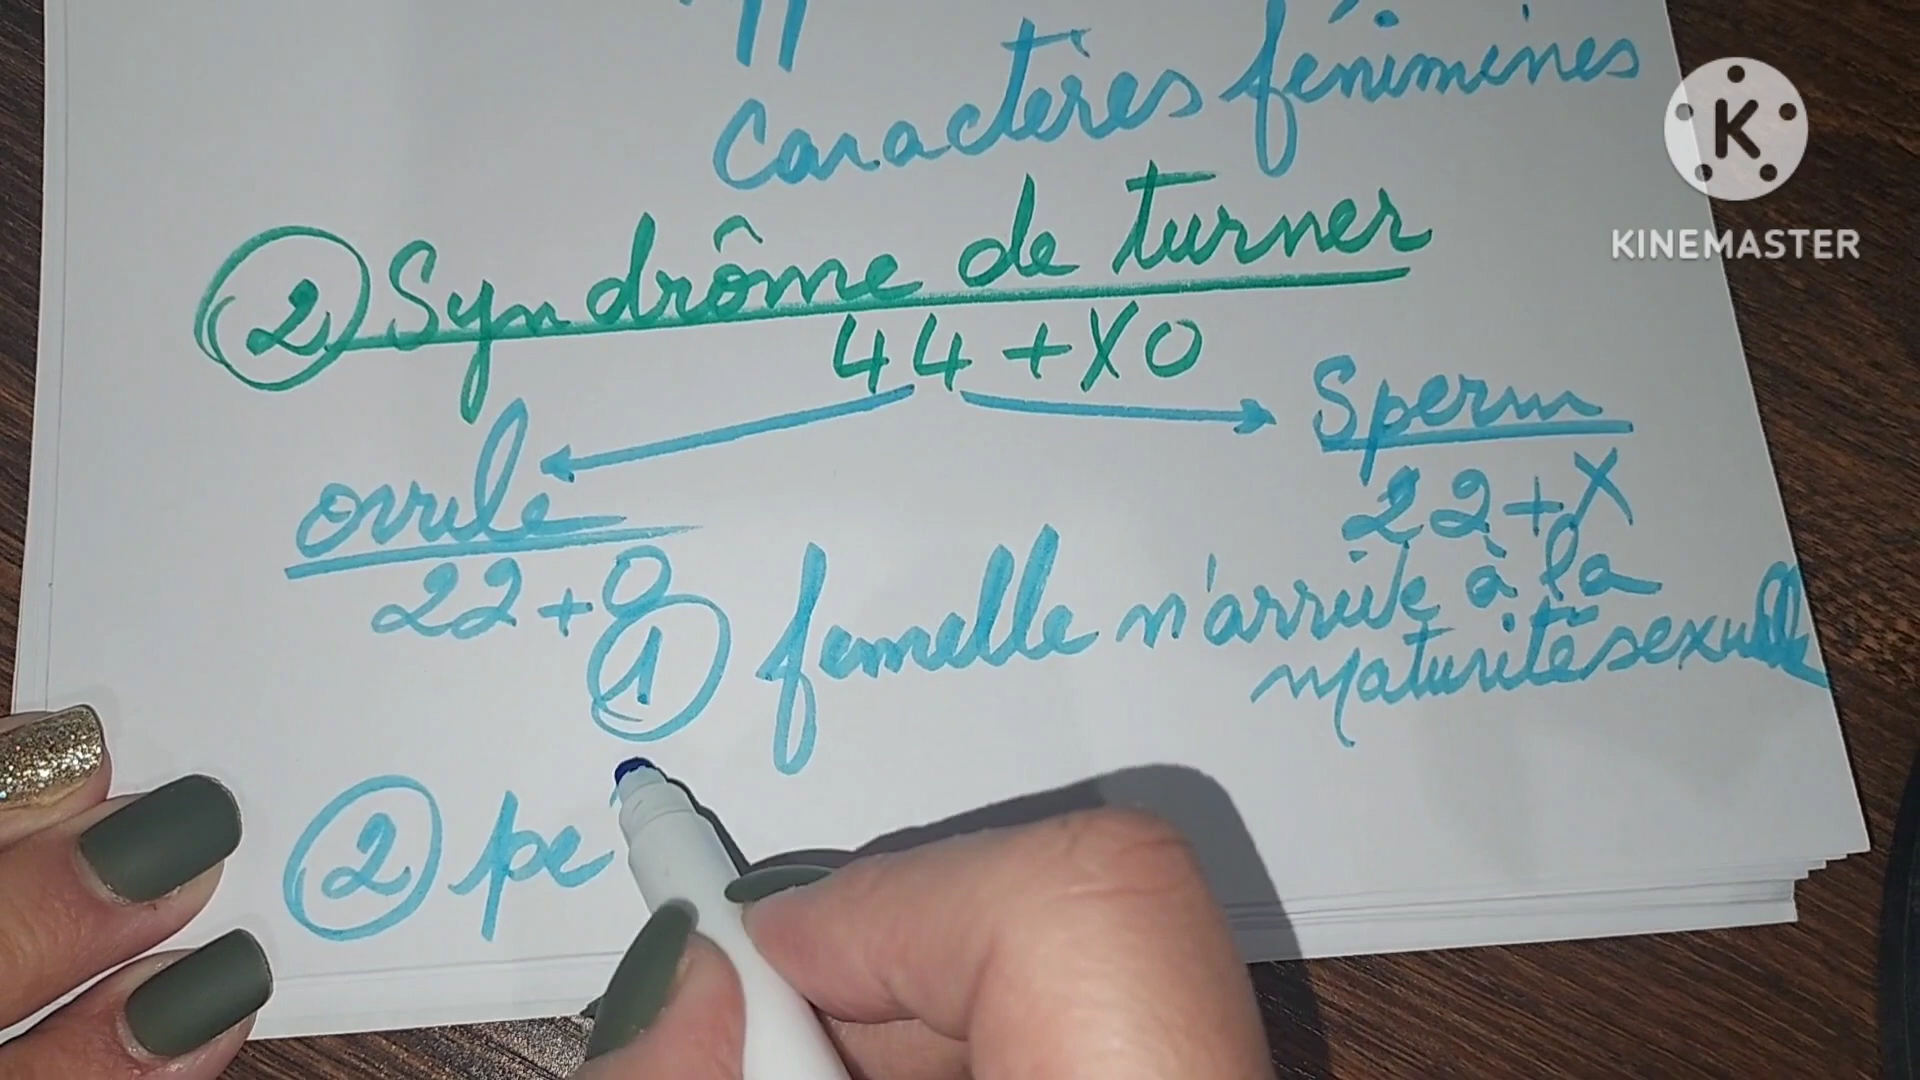 Caractères fénimines
② Syndrôme de turner
44 + XO
ovule
22 + O
Sperm
22 + X
① femelle n'arrive à la
maturité sexuelle
② pe
K
KINEMASTER